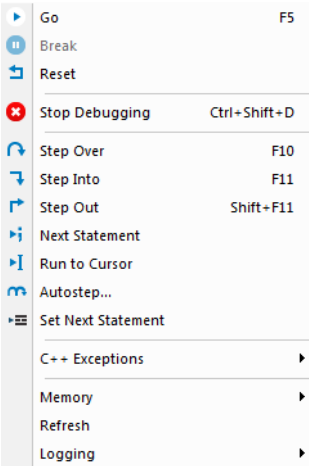 Go F5
Break
Reset
Stop Debugging Ctrl+Shift+D
Step Over F10
Step Into F11
Step Out Shift+F11
Next Statement
Run to Cursor
Autostep...
Set Next Statement
C++ Exceptions
Memory
Refresh
Logging